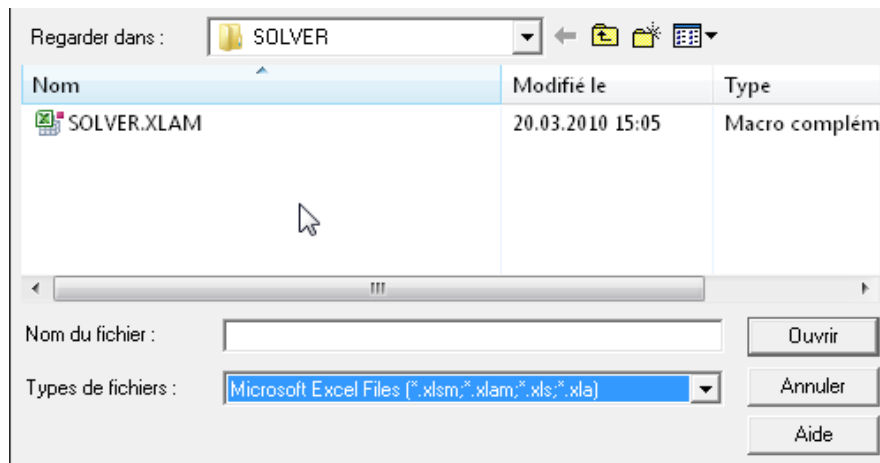 Regarder dans :
SOLVER
Nom
Modifié le
Type
SOLVER.XLAM
20.03.2010 15:05
Macro complém
Nom du fichier :
Ouvrir
Types de fichiers :
Microsoft Excel Files (*.xlsm;*.xlam;*.xls;*.xla)
Annuler
Aide